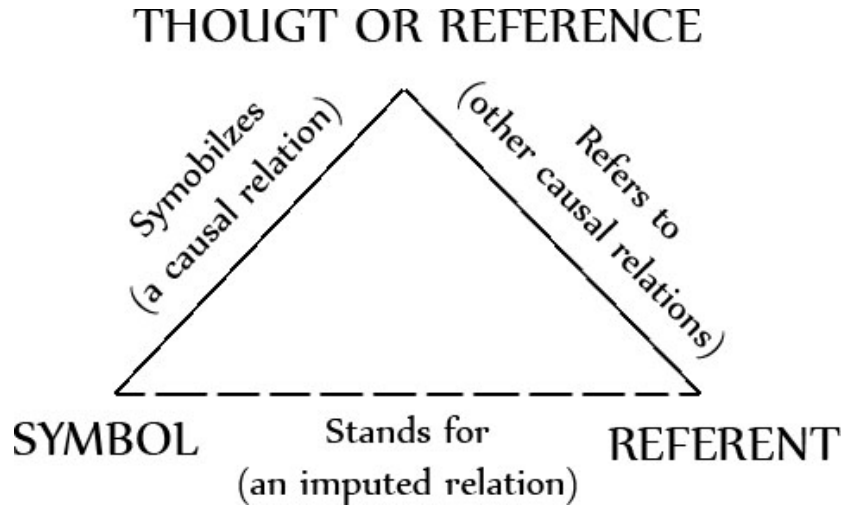 THOUGT OR REFERENCE
Symobilzes
(a causal relation)
Refers to
(other causal relations)
SYMBOL
Stands for
(an imputed relation)
REFERENT